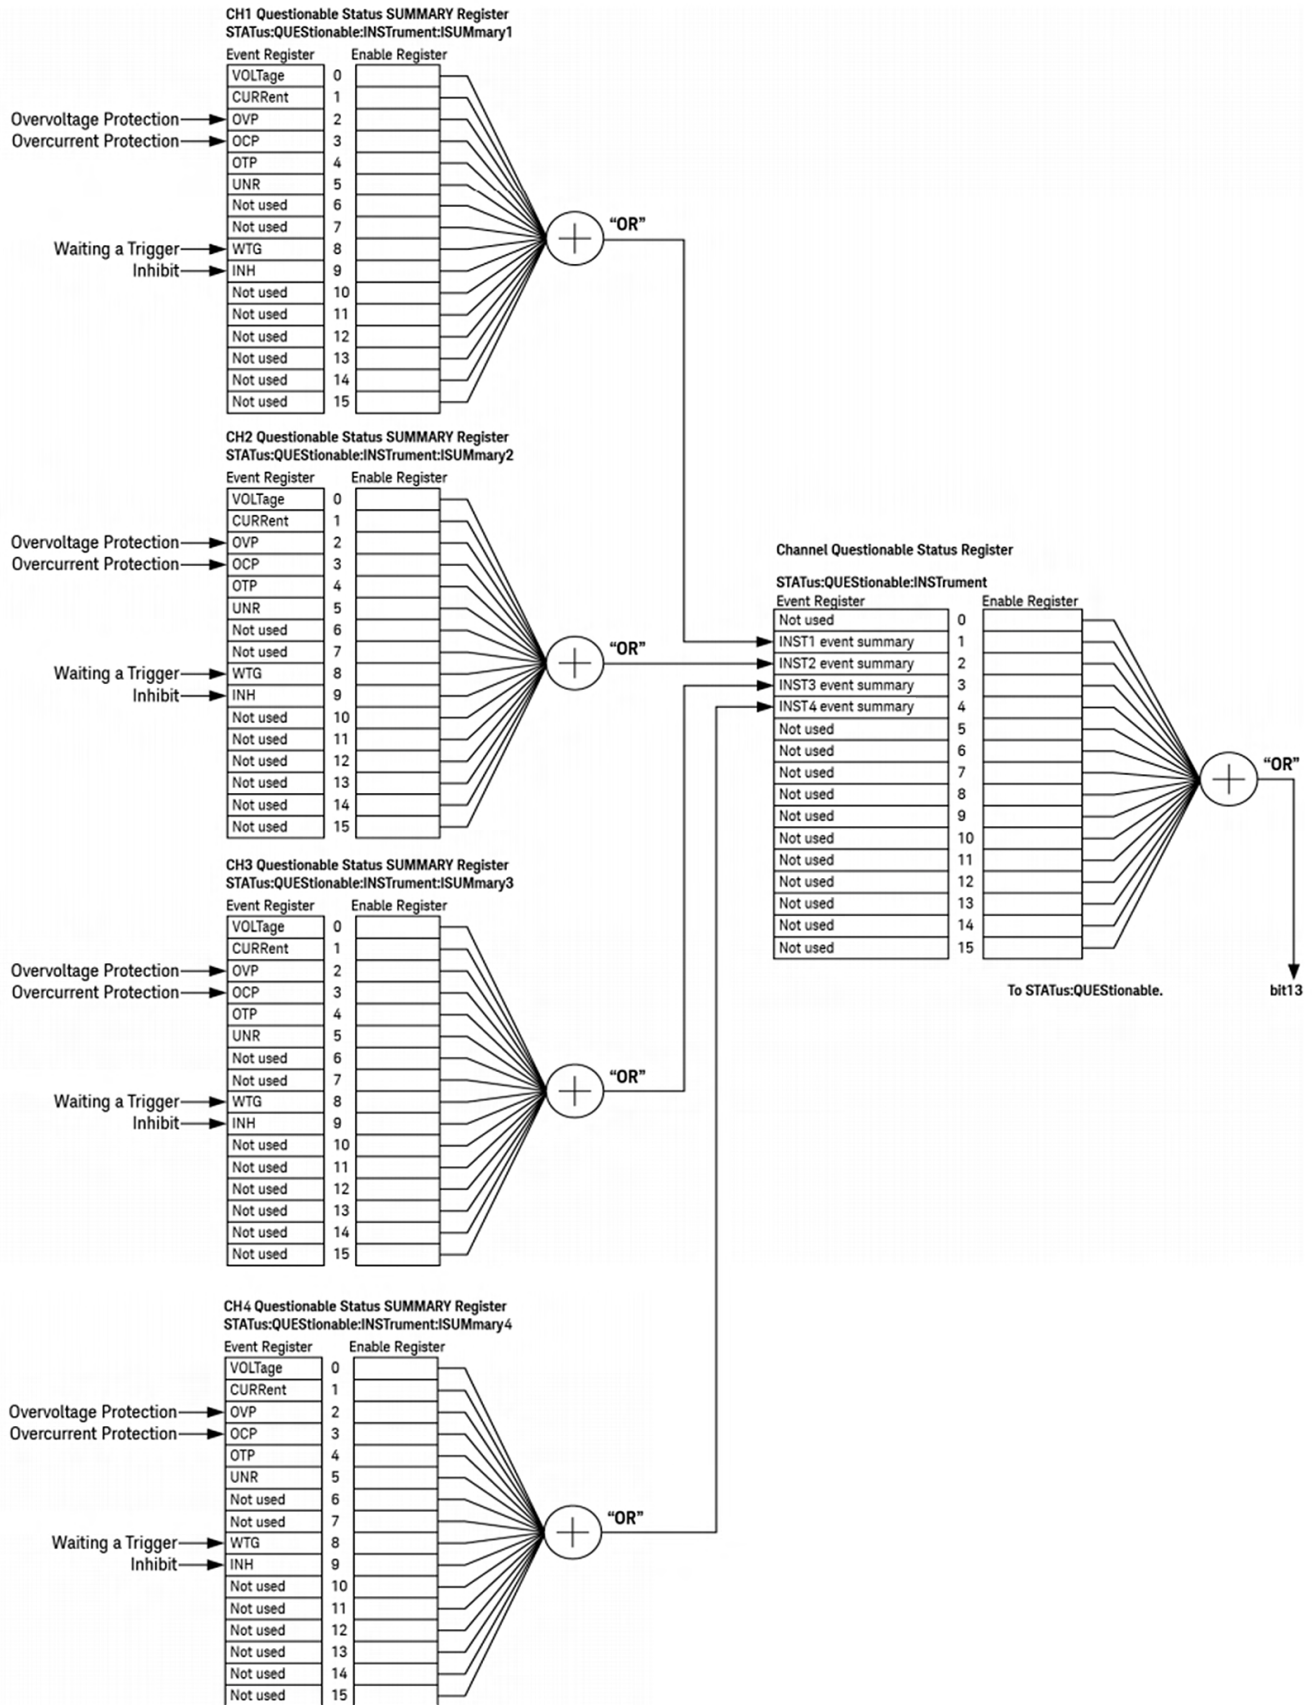 CH1 Questionable Status SUMMARY Register
STATus:QUEStionable:INSTrument:ISUMmary1
Event Register Enable Register
VOLTage 0
CURRent 1
Overvoltage Protection OVP 2
Overcurrent Protection OCP 3
OTP 4
UNR 5
Not used 6
Not used 7
"OR"
Waiting a Trigger WTG 8
Inhibit INH 9
Not used 10
Not used 11
Not used 12
Not used 13
Not used 14
Not used 15
CH2 Questionable Status SUMMARY Register
STATus:QUEStionable:INSTrument:ISUMmary2
Event Register Enable Register
VOLTage 0
CURRent 1
Overvoltage Protection OVP 2
Overcurrent Protection OCP 3
OTP 4
UNR 5
Not used 6
Not used 7
“OR”
Waiting a Trigger WTG 8
Inhibit INH 9
Not used 10
Not used 11
Not used 12
Not used 13
Not used 14
Not used 15
CH3 Questionable Status SUMMARY Register
STATus:QUEStionable:INSTrument:ISUMmary3
Event Register Enable Register
VOLTage 0
CURRent 1
Overvoltage Protection OVP 2
Overcurrent Protection OCP 3
OTP 4
UNR 5
Not used 6
Not used 7
“OR”
Waiting a Trigger WTG 8
Inhibit INH 9
Not used 10
Not used 11
Not used 12
Not used 13
Not used 14
Not used 15
CH4 Questionable Status SUMMARY Register
STATus:QUEStionable:INSTrument:ISUMmary4
Event Register Enable Register
VOLTage 0
CURRent 1
Overvoltage Protection OVP 2
Overcurrent Protection OCP 3
OTP 4
UNR 5
Not used 6
Not used 7
“OR”
Waiting a Trigger WTG 8
Inhibit INH 9
Not used 10
Not used 11
Not used 12
Not used 13
Not used 14
Not used 15
Channel Questionable Status Register
STATus:QUEStionable:INSTrument
Event Register Enable Register
Not used 0
INST1 event summary 1
INST2 event summary 2
INST3 event summary 3
INST4 event summary 4
Not used 5
Not used 6
Not used 7
“OR”
Not used 8
Not used 9
Not used 10
Not used 11
Not used 12
Not used 13
Not used 14
Not used 15
To STATus:QUEStionable. bit13